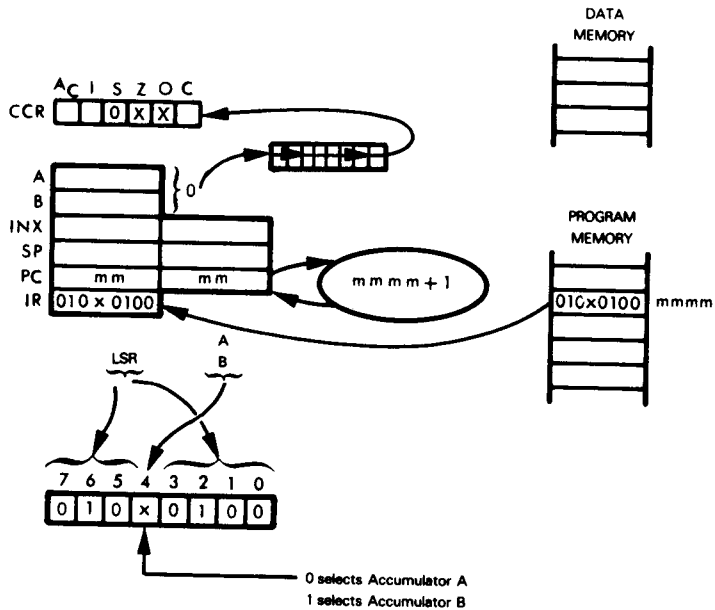 DATA
MEMORY
AC I S Z O C
CCR 0 X X
A
B
} 0
INX
SP
PC mm mm
IR 010 x 0100
mmmm + 1
PROGRAM
MEMORY
010x0100 mmmm
A
B
LSR
7 6 5 4 3 2 1 0
0 1 0 x 0 1 0 0
0 selects Accumulator A
1 selects Accumulator B